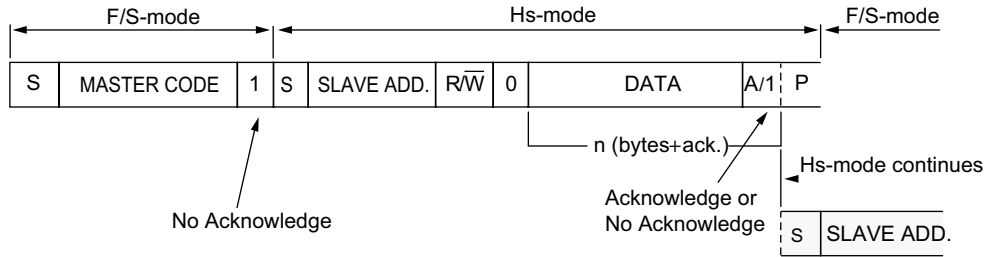 F/S-mode Hs-mode F/S-mode
S MASTER CODE 1 S SLAVE ADD. R/W̅ 0 DATA A/1 P
n (bytes+ack.)
Hs-mode continues
No Acknowledge
Acknowledge or
No Acknowledge
S SLAVE ADD.